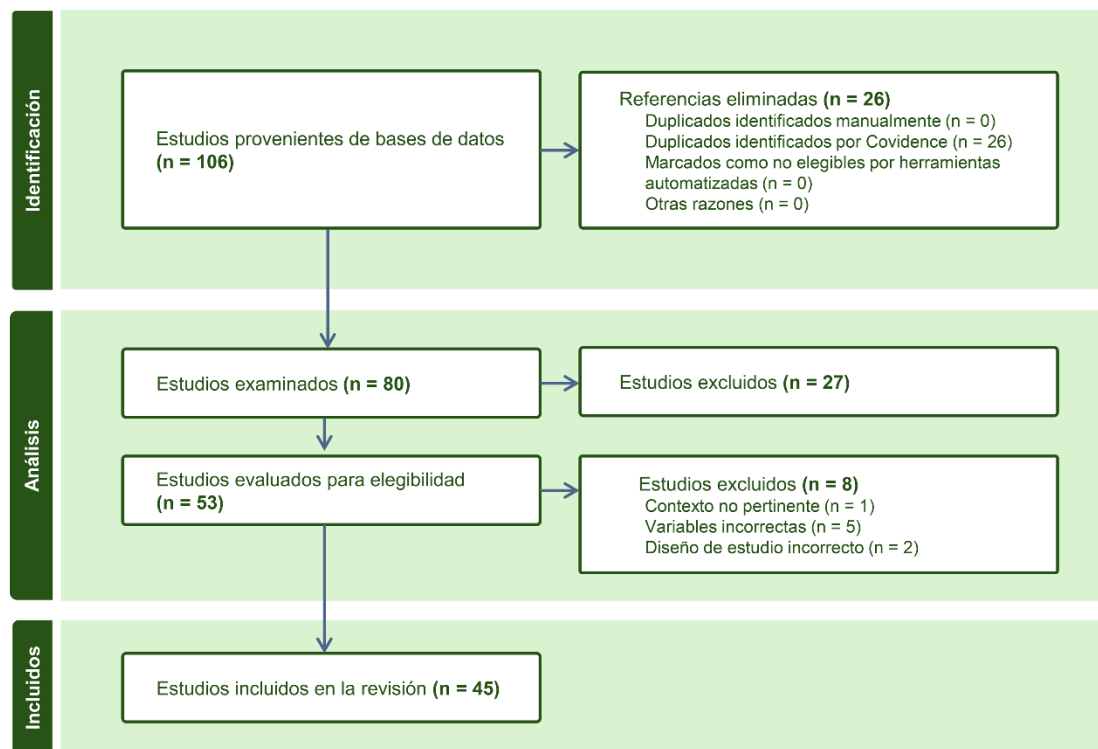 Identificación
Estudios provenientes de bases de datos
(n = 106)
Referencias eliminadas (n = 26)
Duplicados identificados manualmente (n = 0)
Duplicados identificados por Covidence (n = 26)
Marcados como no elegibles por herramientas
automatizadas (n = 0)
Otras razones (n = 0)
Análisis
Estudios examinados (n = 80)
Estudios excluidos (n = 27)
Estudios evaluados para elegibilidad
(n = 53)
Estudios excluidos (n = 8)
Contexto no pertinente (n = 1)
Variables incorrectas (n = 5)
Diseño de estudio incorrecto (n = 2)
Incluidos
Estudios incluidos en la revisión (n = 45)